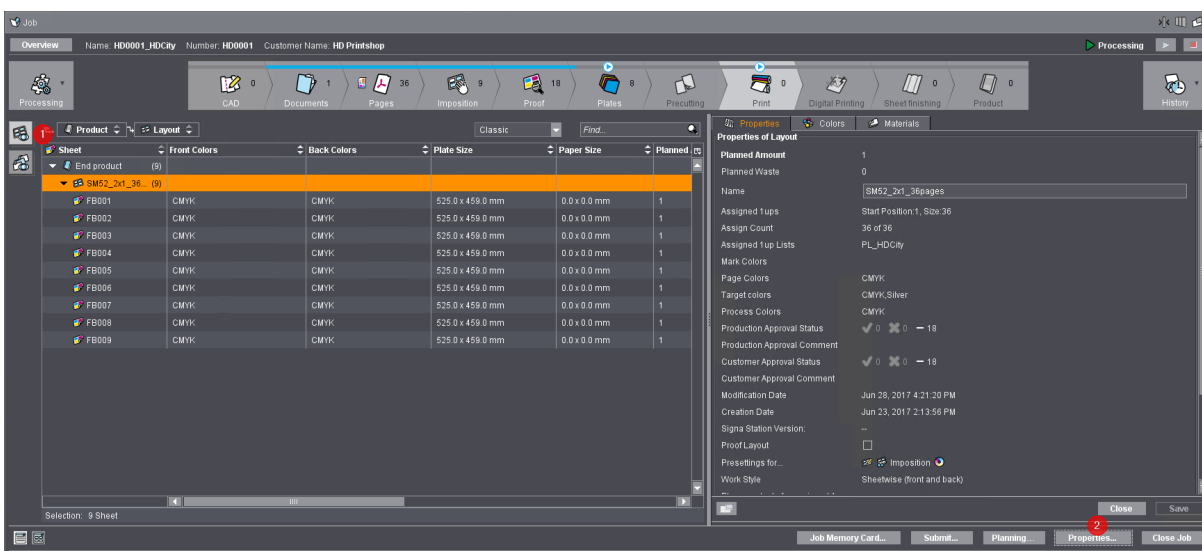 Job
Overview Name: HD0001_HDCity Number: HD0001 Customer Name: HD Printshop Processing
Processing CAD 0 Documents 1 Pages 36 Imposition 9 Proof 18 Plates 8 Precutting Print 0 Digital Printing Sheet finishing 0 Product 0 History
1 Product Layout Classic Find...
Sheet Front Colors Back Colors Plate Size Paper Size Planned
End product (9)
SM52_2x1_36... (9)
FB001 CMYK CMYK 525.0 x 459.0 mm 0.0 x 0.0 mm 1
FB002 CMYK CMYK 525.0 x 459.0 mm 0.0 x 0.0 mm 1
FB003 CMYK CMYK 525.0 x 459.0 mm 0.0 x 0.0 mm 1
FB004 CMYK CMYK 525.0 x 459.0 mm 0.0 x 0.0 mm 1
FB005 CMYK CMYK 525.0 x 459.0 mm 0.0 x 0.0 mm 1
FB006 CMYK CMYK 525.0 x 459.0 mm 0.0 x 0.0 mm 1
FB007 CMYK CMYK 525.0 x 459.0 mm 0.0 x 0.0 mm 1
FB008 CMYK CMYK 525.0 x 459.0 mm 0.0 x 0.0 mm 1
FB009 CMYK CMYK 525.0 x 459.0 mm 0.0 x 0.0 mm 1
Selection: 9 Sheet
Properties Colors Materials
Properties of Layout
Planned Amount 1
Planned Waste 0
Name SM52_2x1_36pages
Assigned 1ups Start Position:1, Size:36
Assign Count 36 of 36
Assigned 1up Lists PL_HDCity
Mark Colors
Page Colors CMYK
Target colors CMYK,Silver
Process Colors CMYK
Production Approval Status 0 0 18
Production Approval Comment
Customer Approval Status 0 0 18
Customer Approval Comment
Modification Date Jun 28, 2017 4:21:20 PM
Creation Date Jun 23, 2017 2:13:56 PM
Signa Station Version: --
Proof Layout
Presettings for... Imposition
Work Style Sheetwise (front and back)
Close Save
2
Job Memory Card... Submit... Planning... Properties... Close Job